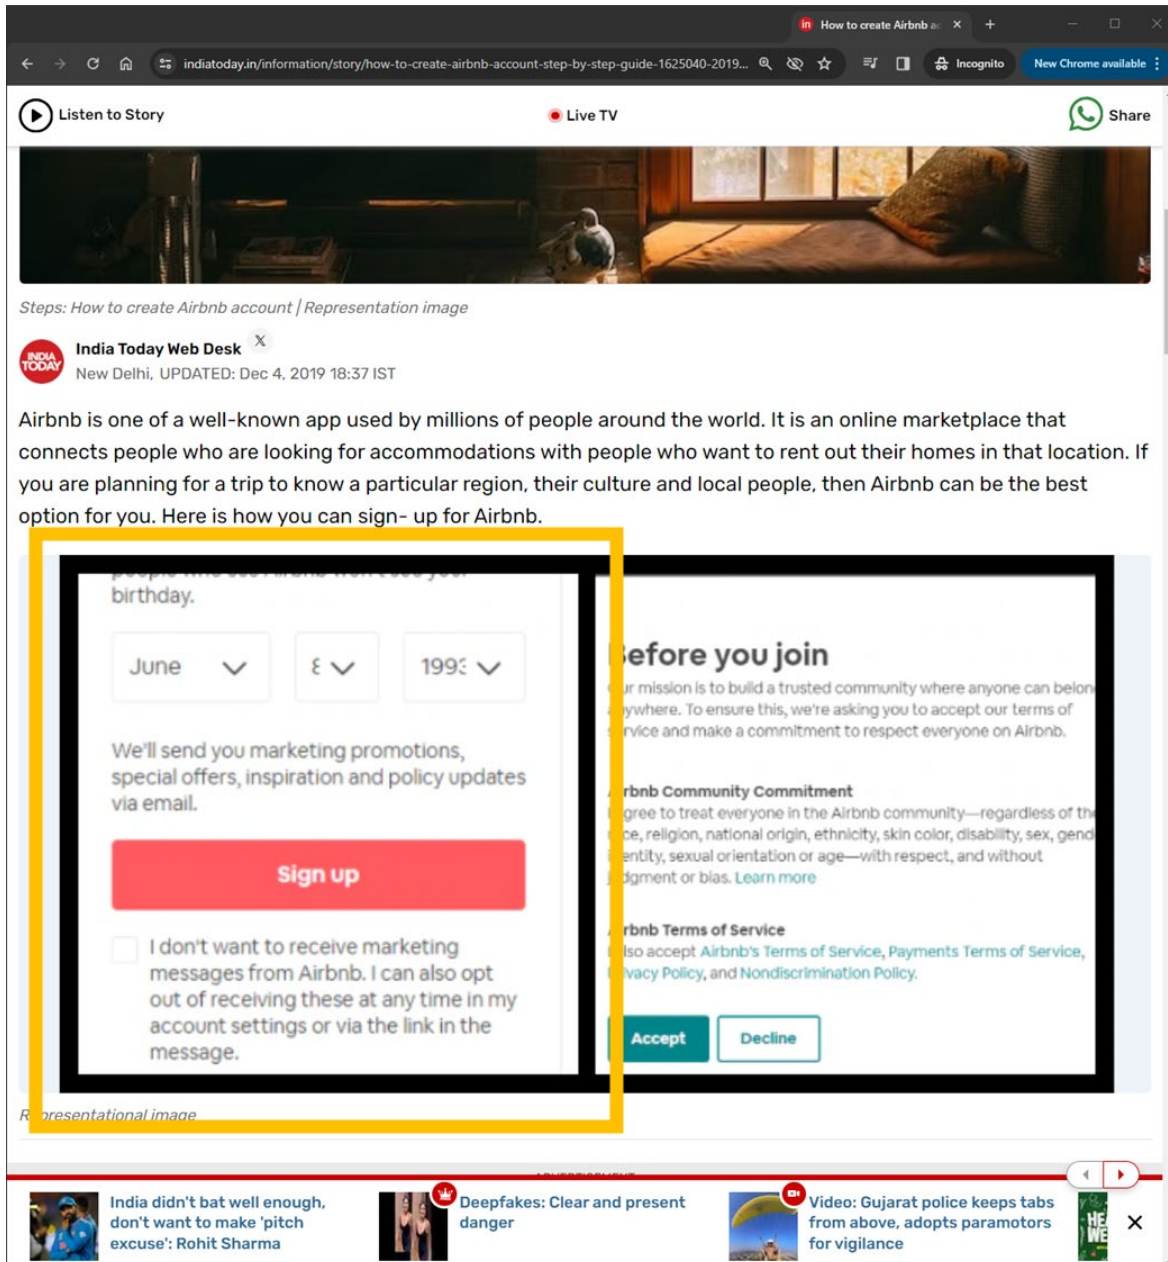 How to create Airbnb ac
indiatoday.in/information/story/how-to-create-airbnb-account-step-by-step-guide-1625040-2019...
Incognito
New Chrome available
Listen to Story
Live TV
Share
Steps: How to create Airbnb account | Representation image
INDIA TODAY
India Today Web Desk
New Delhi, UPDATED: Dec 4, 2019 18:37 IST
Airbnb is one of a well-known app used by millions of people around the world. It is an online marketplace that
connects people who are looking for accommodations with people who want to rent out their homes in that location. If
you are planning for a trip to know a particular region, their culture and local people, then Airbnb can be the best
option for you. Here is how you can sign- up for Airbnb.
birthday.
June 8 1993
We'll send you marketing promotions,
special offers, inspiration and policy updates
via email.
Sign up
I don't want to receive marketing
messages from Airbnb. I can also opt
out of receiving these at any time in my
account settings or via the link in the
message.
efore you join
ur mission is to build a trusted community where anyone can belon
ywhere. To ensure this, we're asking you to accept our terms of
rvice and make a commitment to respect everyone on Airbnb.
rbnb Community Commitment
gree to treat everyone in the Airbnb community—regardless of the
ce, religion, national origin, ethnicity, skin color, disability, sex, gend
entity, sexual orientation or age—with respect, and without
dgment or bias. Learn more
rbnb Terms of Service
lso accept Airbnb's Terms of Service, Payments Terms of Service,
vacy Policy, and Nondiscrimination Policy.
Accept Decline
Representational image
India didn't bat well enough,
don't want to make 'pitch
excuse': Rohit Sharma
Deepfakes: Clear and present
danger
Video: Gujarat police keeps tabs
from above, adopts paramotors
for vigilance